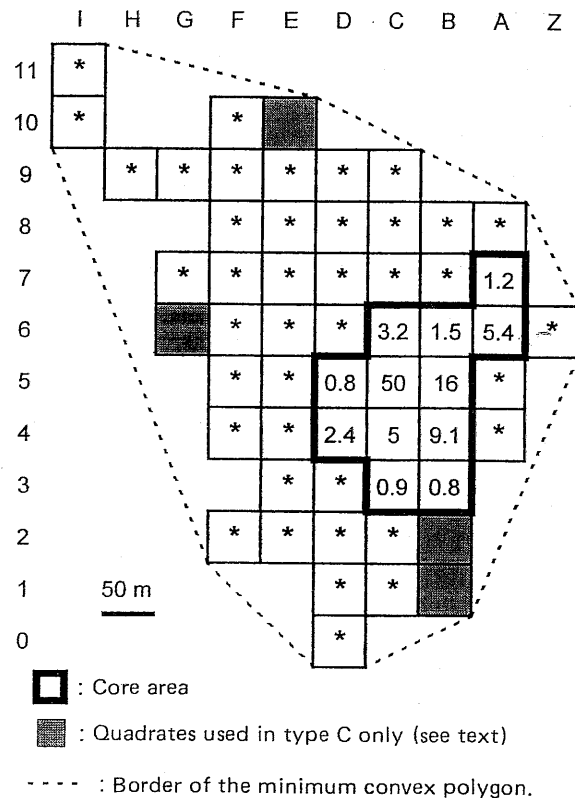 I H G F E D C B A Z
11 *
10 * *
9 * * * * * *
8 * * * * * *
7 * * * * * * 1.2
6 * * * 3.2 1.5 5.4 *
5 * * 0.8 50 16 *
4 * * 2.4 5 9.1 *
3 * * 0.9 0.8
2 * * * *
1 50 m * *
0 *
: Core area
: Quadrates used in type C only (see text)
---- : Border of the minimum convex polygon.